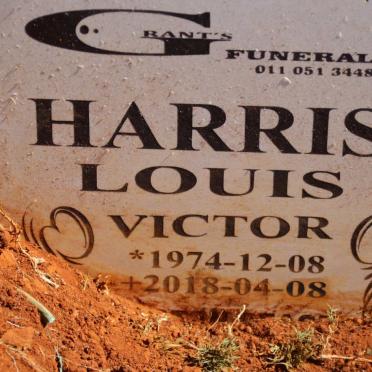 GRANT'S
FUNERAL
011 051 3448
HARRIS
LOUIS
VICTOR
*1974-12-08
+2018-04-08